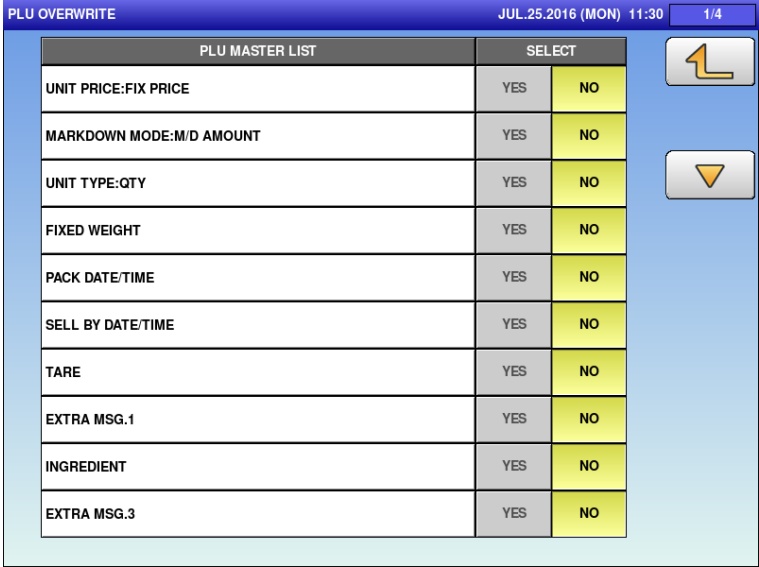 PLU OVERWRITE JUL.25.2016 (MON) 11:30 1/4
PLU MASTER LIST SELECT
UNIT PRICE:FIX PRICE YES NO
MARKDOWN MODE:M/D AMOUNT YES NO
UNIT TYPE:QTY YES NO
FIXED WEIGHT YES NO
PACK DATE/TIME YES NO
SELL BY DATE/TIME YES NO
TARE YES NO
EXTRA MSG.1 YES NO
INGREDIENT YES NO
EXTRA MSG.3 YES NO